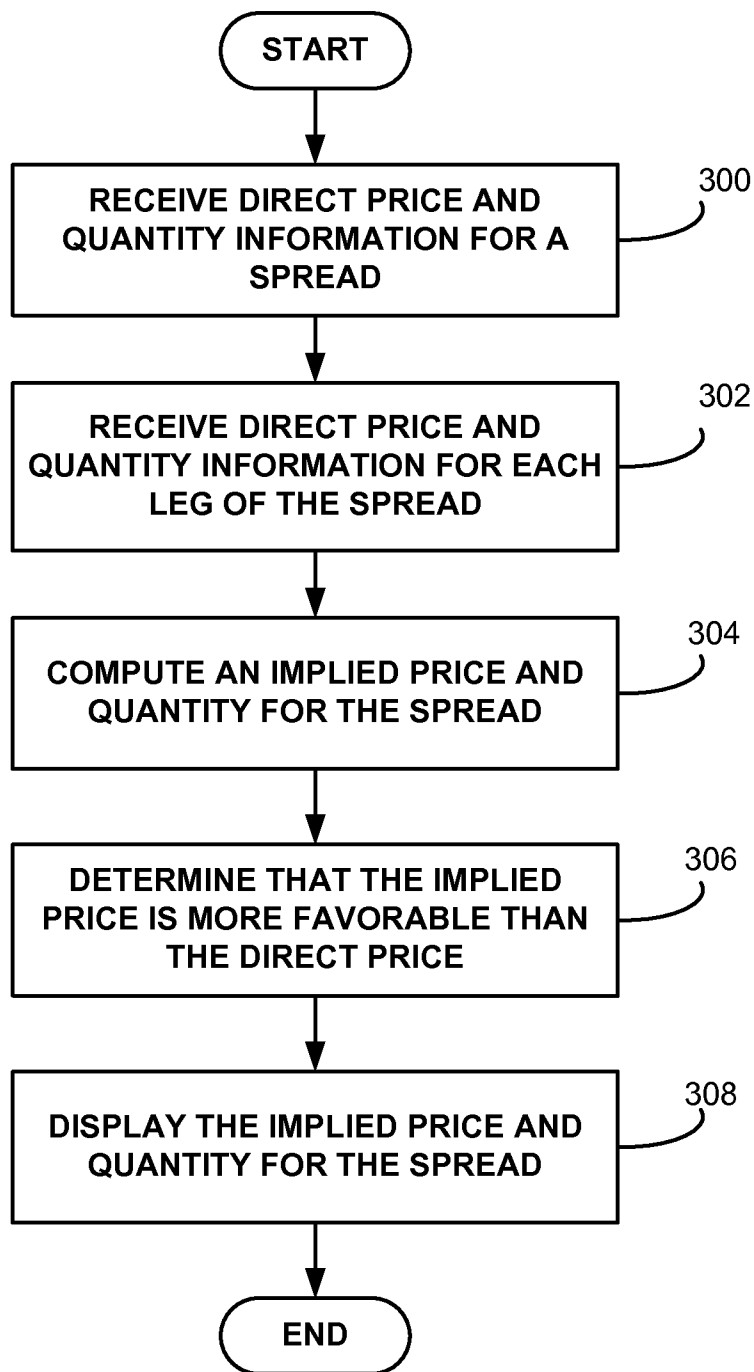 START
RECEIVE DIRECT PRICE AND
QUANTITY INFORMATION FOR A
SPREAD
300
RECEIVE DIRECT PRICE AND
QUANTITY INFORMATION FOR EACH
LEG OF THE SPREAD
302
COMPUTE AN IMPLIED PRICE AND
QUANTITY FOR THE SPREAD
304
DETERMINE THAT THE IMPLIED
PRICE IS MORE FAVORABLE THAN
THE DIRECT PRICE
306
DISPLAY THE IMPLIED PRICE AND
QUANTITY FOR THE SPREAD
308
END